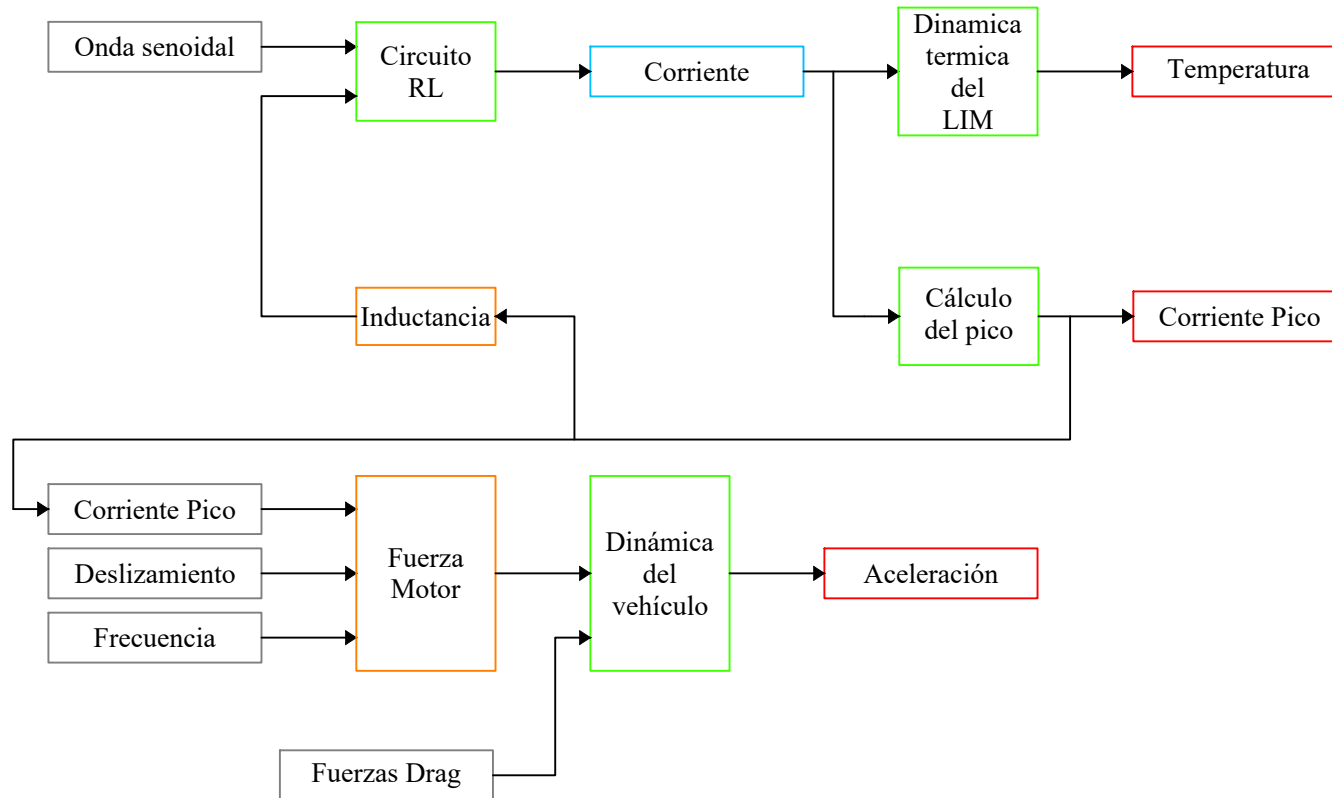 Onda senoidal
Circuito
RL
Corriente
Dinamica
termica
del
LIM
Temperatura
Inductancia
Cálculo
del pico
Corriente Pico
Corriente Pico
Deslizamiento
Frecuencia
Fuerza
Motor
Dinámica
del
vehículo
Aceleración
Fuerzas Drag